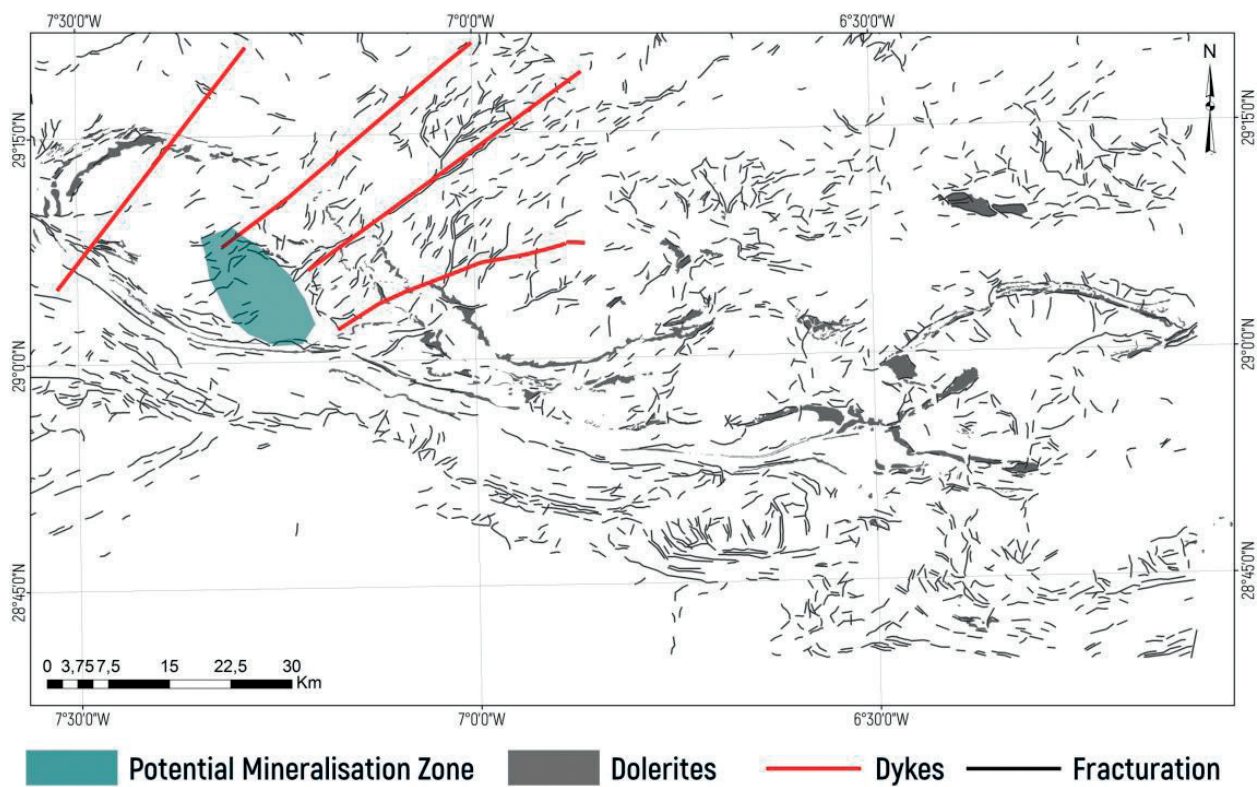 7°30'0"W 7°0'0"W 6°30'0"W
N
29°15'0"N 29°15'0"N
29°0'0"N 29°0'0"N
28°45'0"N 28°45'0"N
0 3,75 7,5 15 22,5 30
Km
7°30'0"W 7°0'0"W 6°30'0"W
Potential Mineralisation Zone Dolerites Dykes Fracturation